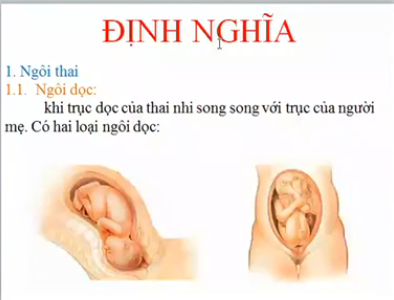 ĐỊNH NGHĨA
1. Ngôi thai
1.1. Ngôi dọc:
khi trục dọc của thai nhi song song với trục của người
mẹ. Có hai loại ngôi dọc: